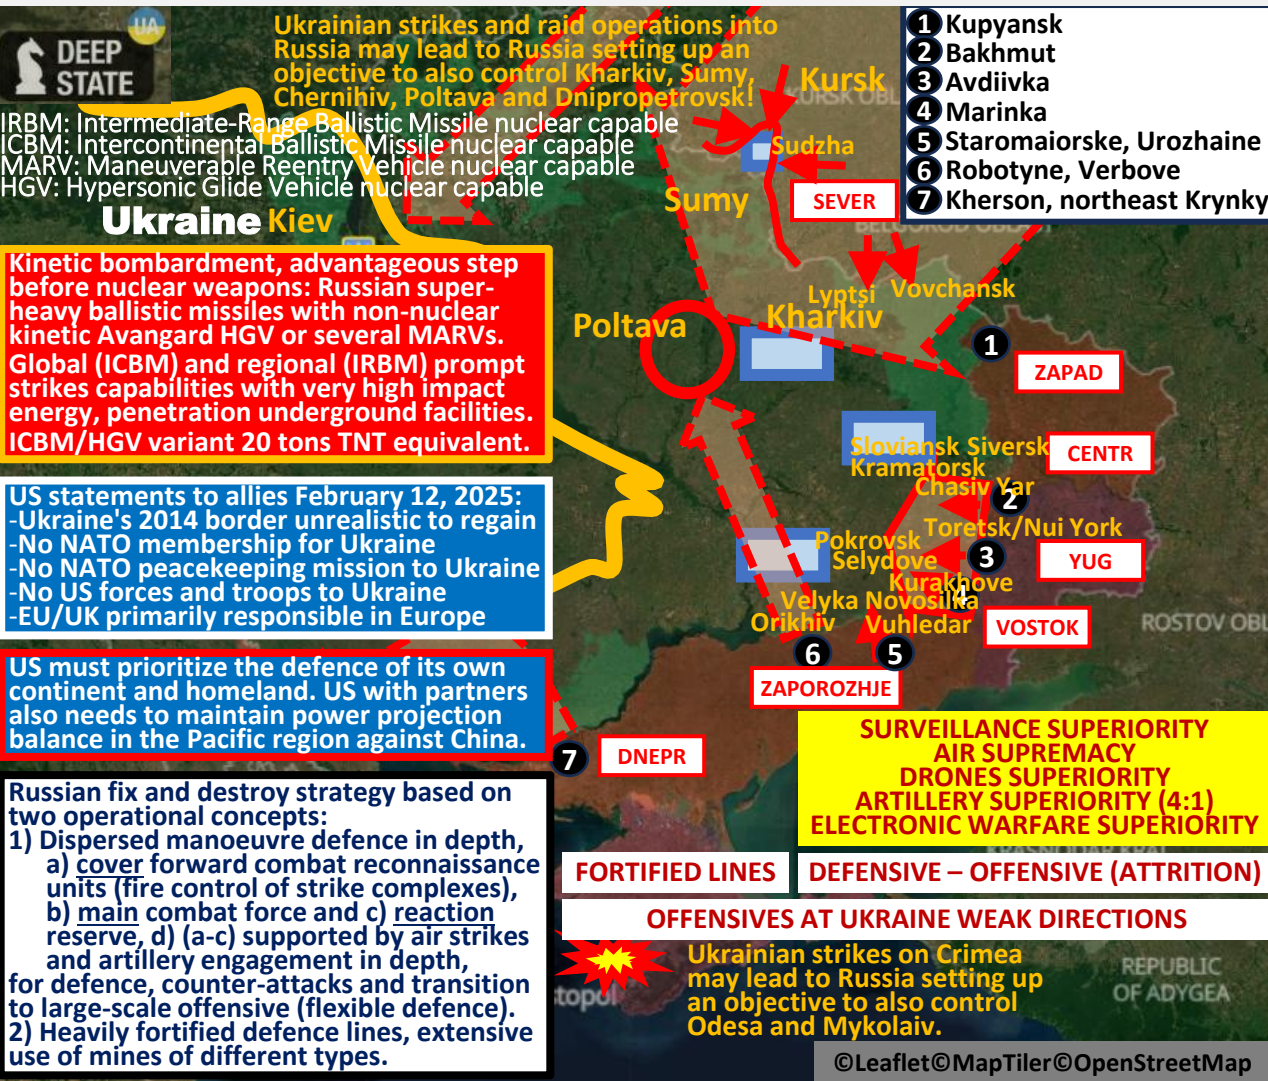 UA
DEEP
STATE
Ukrainian strikes and raid operations into
Russia may lead to Russia setting up an
objective to also control Kharkiv, Sumy,
Chernihiv, Poltava and Dnipropetrovsk!
IRBM: Intermediate-Range Ballistic Missile nuclear capable
ICBM: Intercontinental Ballistic Missile nuclear capable
MARV: Maneuverable Reentry Vehicle nuclear capable
HGV: Hypersonic Glide Vehicle nuclear capable
Ukraine Kiev
1 Kupyansk
2 Bakhmut
3 Avdiivka
4 Marinka
5 Staromaiorske, Urozhaine
6 Robotyne, Verbove
7 Kherson, northeast Krynky
Kursk
KURSK OBL
Sudzha
Sumy
SEVER
BELGOROD OBLAST
Lyptsi
Vovchansk
Kharkiv
Poltava
1
ZAPAD
Kinetic bombardment, advantageous step
before nuclear weapons: Russian super-
heavy ballistic missiles with non-nuclear
kinetic Avangard HGV or several MARVs.
Global (ICBM) and regional (IRBM) prompt
strikes capabilities with very high impact
energy, penetration underground facilities.
ICBM/HGV variant 20 tons TNT equivalent.
Sloviansk Siversk
CENTR
Kramatorsk
Chasiv Yar
2
Toretsk/Nui York
Pokrovsk
3
YUG
Selydove
Kurakhove
4
Velyka Novosilka
Orikhiv
Vuhledar
VOSTOK
ROSTOV OBL
6
5
ZAPOROZHJE
US statements to allies February 12, 2025:
-Ukraine's 2014 border unrealistic to regain
-No NATO membership for Ukraine
-No NATO peacekeeping mission to Ukraine
-No US forces and troops to Ukraine
-EU/UK primarily responsible in Europe
US must prioritize the defence of its own
continent and homeland. US with partners
also needs to maintain power projection
balance in the Pacific region against China.
7
DNEPR
SURVEILLANCE SUPERIORITY
AIR SUPREMACY
DRONES SUPERIORITY
ARTILLERY SUPERIORITY (4:1)
ELECTRONIC WARFARE SUPERIORITY
KRASNODAR KRAI
Russian fix and destroy strategy based on
two operational concepts:
1) Dispersed manoeuvre defence in depth,
a) cover forward combat reconnaissance
units (fire control of strike complexes),
b) main combat force and c) reaction
reserve, d) (a-c) supported by air strikes
and artillery engagement in depth,
for defence, counter-attacks and transition
to large-scale offensive (flexible defence).
2) Heavily fortified defence lines, extensive
use of mines of different types.
FORTIFIED LINES
DEFENSIVE – OFFENSIVE (ATTRITION)
OFFENSIVES AT UKRAINE WEAK DIRECTIONS
stopol
Ukrainian strikes on Crimea
may lead to Russia setting up
an objective to also control
Odesa and Mykolaiv.
REPUBLIC
OF ADYGEA
©Leaflet©MapTiler©OpenStreetMap